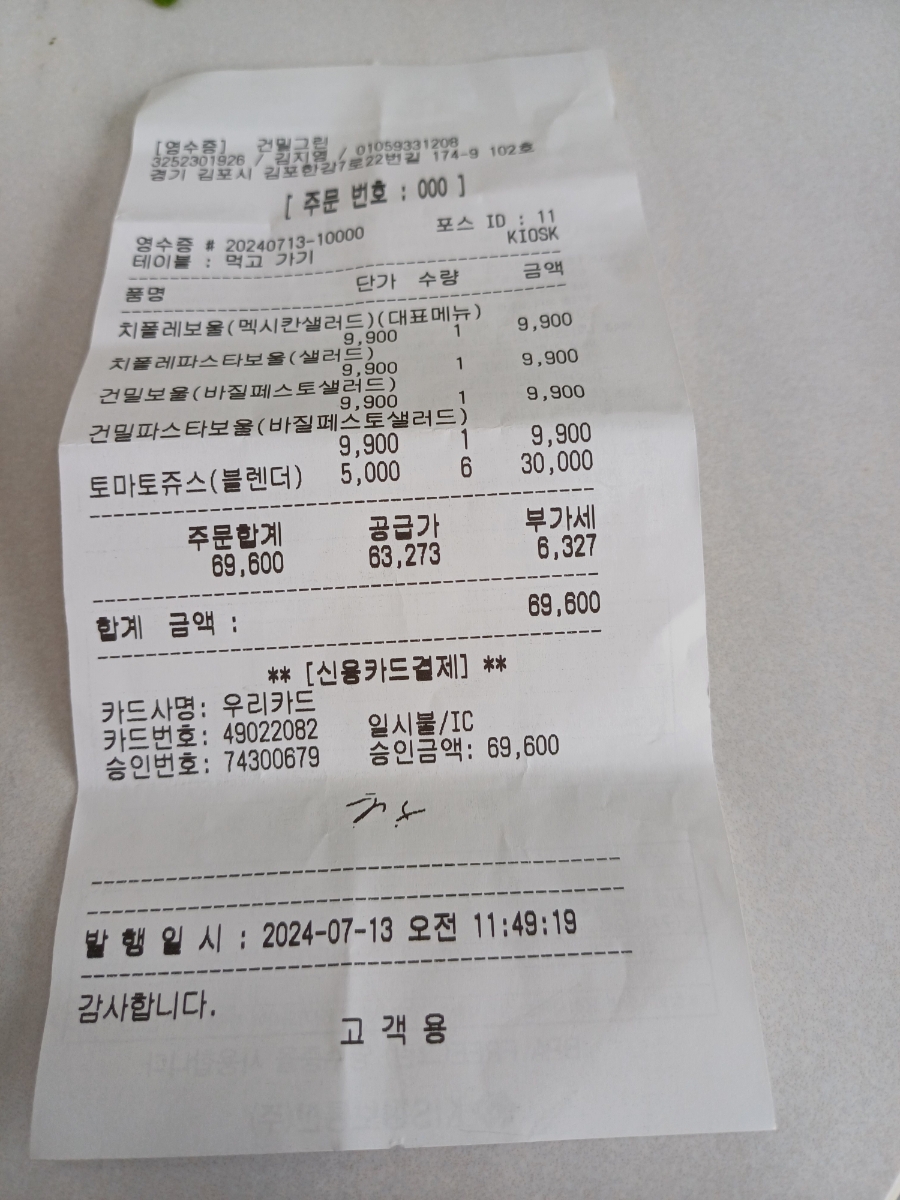 [영수증] 건밀그린
3252301926 / 김지영 / 01059331208
경기 김포시 김포한강7로22번길 174-9 102호
[ 주문 번호 : 000 ]
영수증 # 20240713-10000 포스 ID : 11
테이블 : 먹고 가기 KIOSK
품명 단가 수량 금액
치폴레보울(멕시칸샐러드)(대표메뉴)
9,900 1 9,900
치폴레파스타보울(샐러드)
9,900 1 9,900
건밀보울(바질페스토샐러드)
9,900 1 9,900
건밀파스타보울(바질페스토샐러드)
9,900 1 9,900
토마토쥬스(블렌더) 5,000 6 30,000
주문합계 공급가 부가세
69,600 63,273 6,327
합계 금액 : 69,600
** [신용카드결제] **
카드사명: 우리카드
카드번호: 49022082 일시불/IC
승인번호: 74300679 승인금액: 69,600
발 행 일 시 : 2024-07-13 오전 11:49:19
감사합니다.
고 객 용